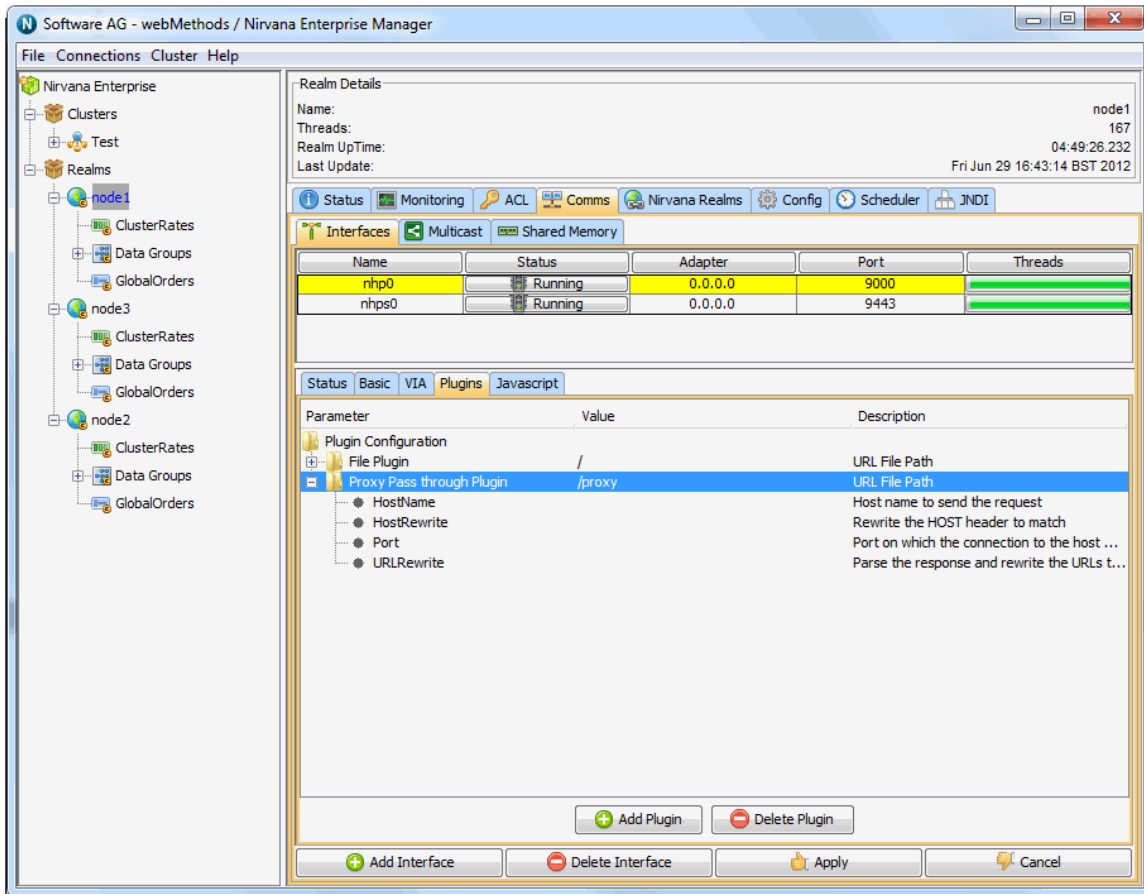 Software AG - webMethods / Nirvana Enterprise Manager
File Connections Cluster Help
Nirvana Enterprise
Clusters
Test
Realms
node1
ClusterRates
Data Groups
GlobalOrders
node3
ClusterRates
Data Groups
GlobalOrders
node2
ClusterRates
Data Groups
GlobalOrders
Realm Details
Name: node1
Threads: 167
Realm UpTime: 04:49:26.232
Last Update: Fri Jun 29 16:43:14 BST 2012
Status Monitoring ACL Comms Nirvana Realms Config Scheduler JNDI
Interfaces Multicast Shared Memory
Name Status Adapter Port Threads
nhp0 Running 0.0.0.0 9000
nhps0 Running 0.0.0.0 9443
Status Basic VIA Plugins Javascript
Parameter Value Description
Plugin Configuration
File Plugin / URL File Path
Proxy Pass through Plugin /proxy URL File Path
HostName Host name to send the request
HostRewrite Rewrite the HOST header to match
Port Port on which the connection to the host ...
URLRewrite Parse the response and rewrite the URLs t...
Add Plugin Delete Plugin
Add Interface Delete Interface Apply Cancel